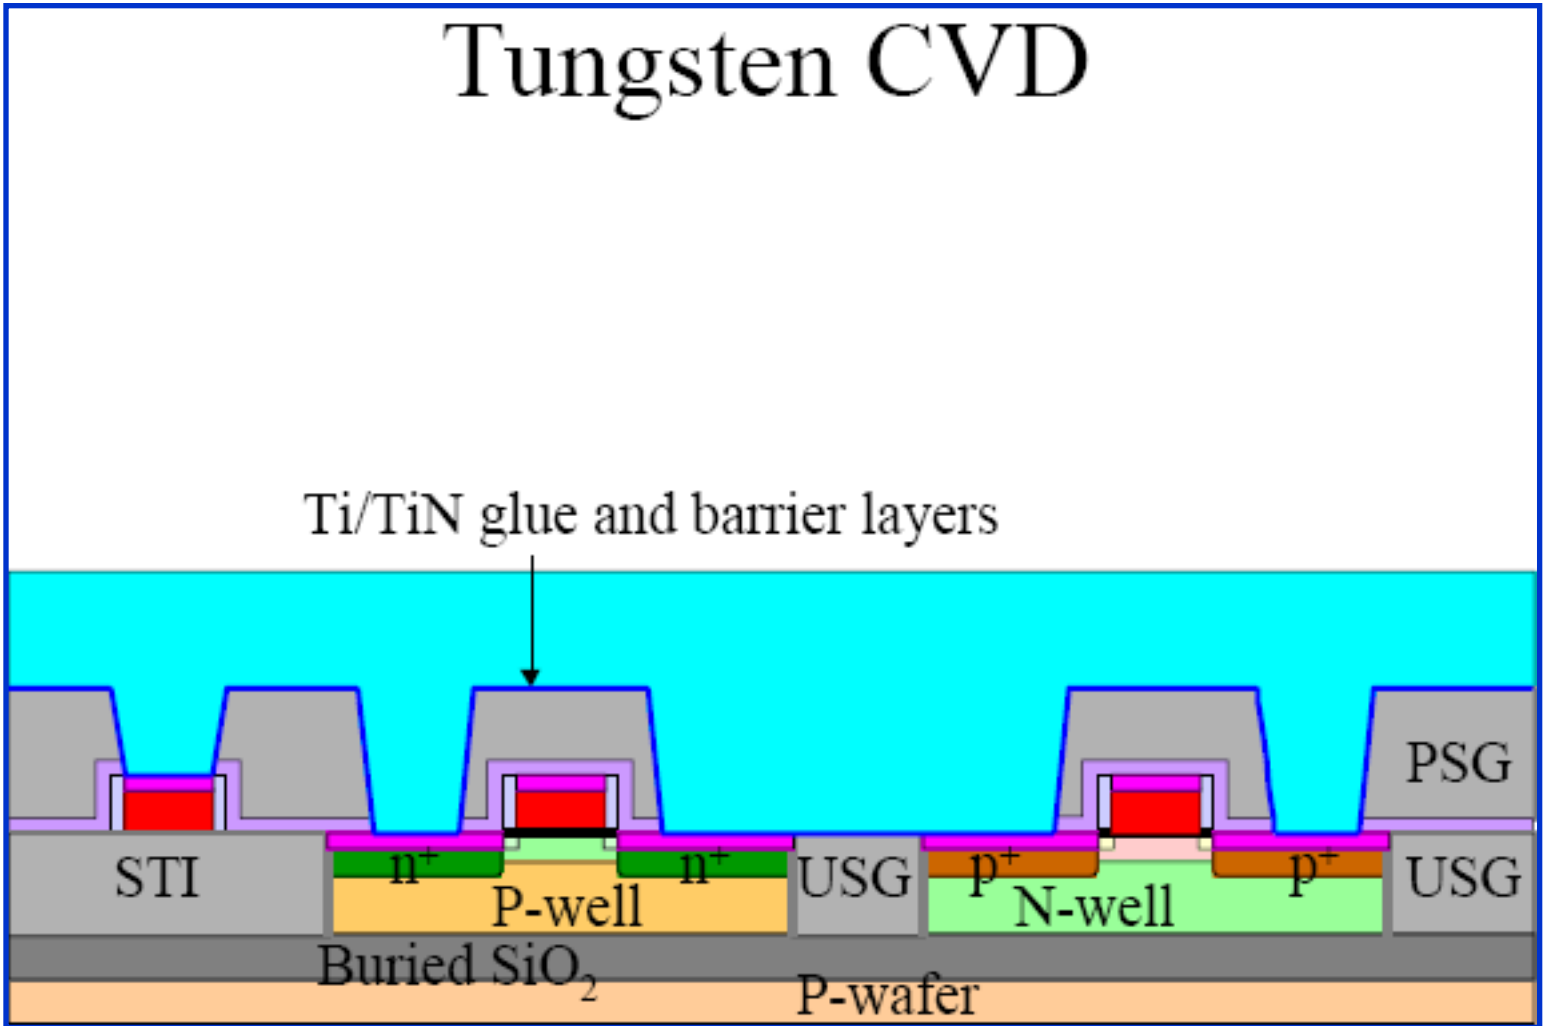 Tungsten CVD
Ti/TiN glue and barrier layers
PSG
STI
n⁺
n⁺
USG
p⁺
p⁺
USG
P-well
N-well
Buried SiO₂
P-wafer